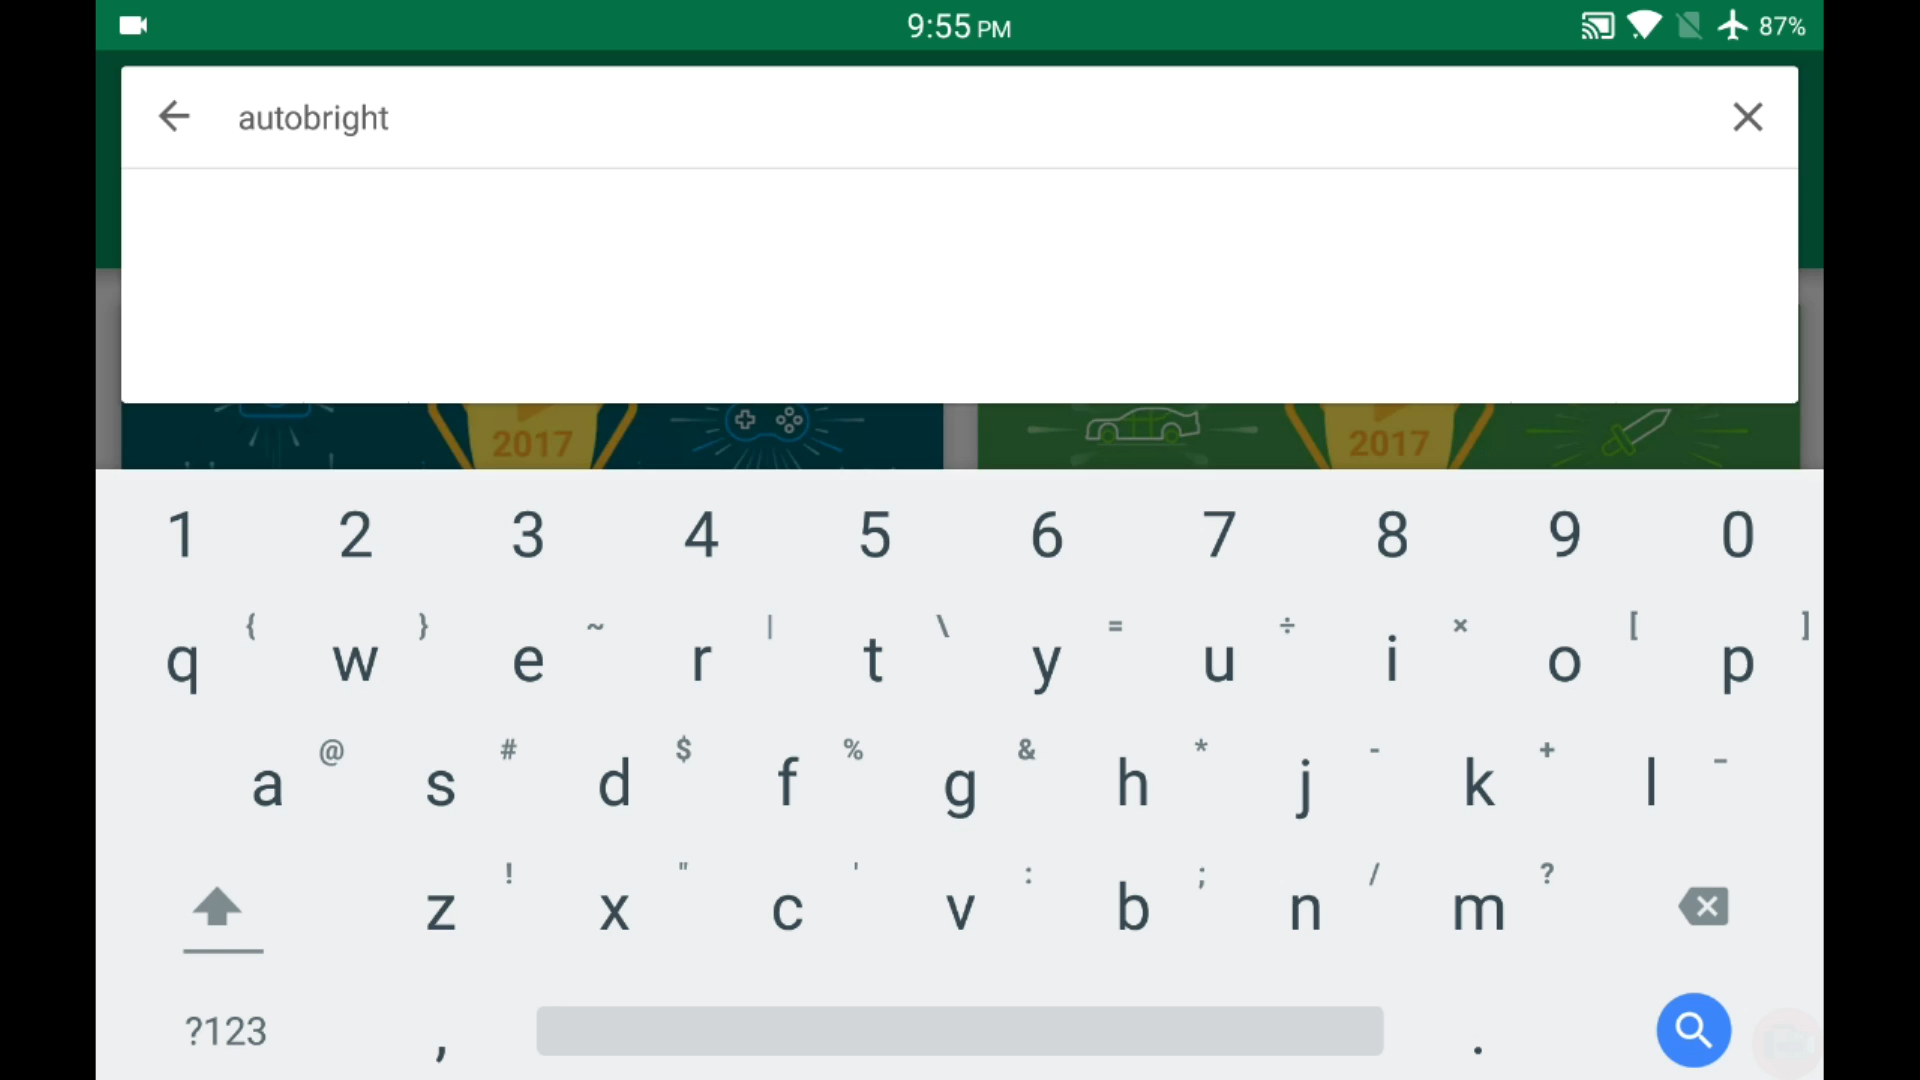 9:55 PM 87%
autobright
2017 2017
1 2 3 4 5 6 7 8 9 0
{ } ~ | \ = ÷ × [ ]
q w e r t y u i o p
@ # $ % & * - + _
a s d f g h j k l
! " ' : ; / ?
z x c v b n m
?123 , .